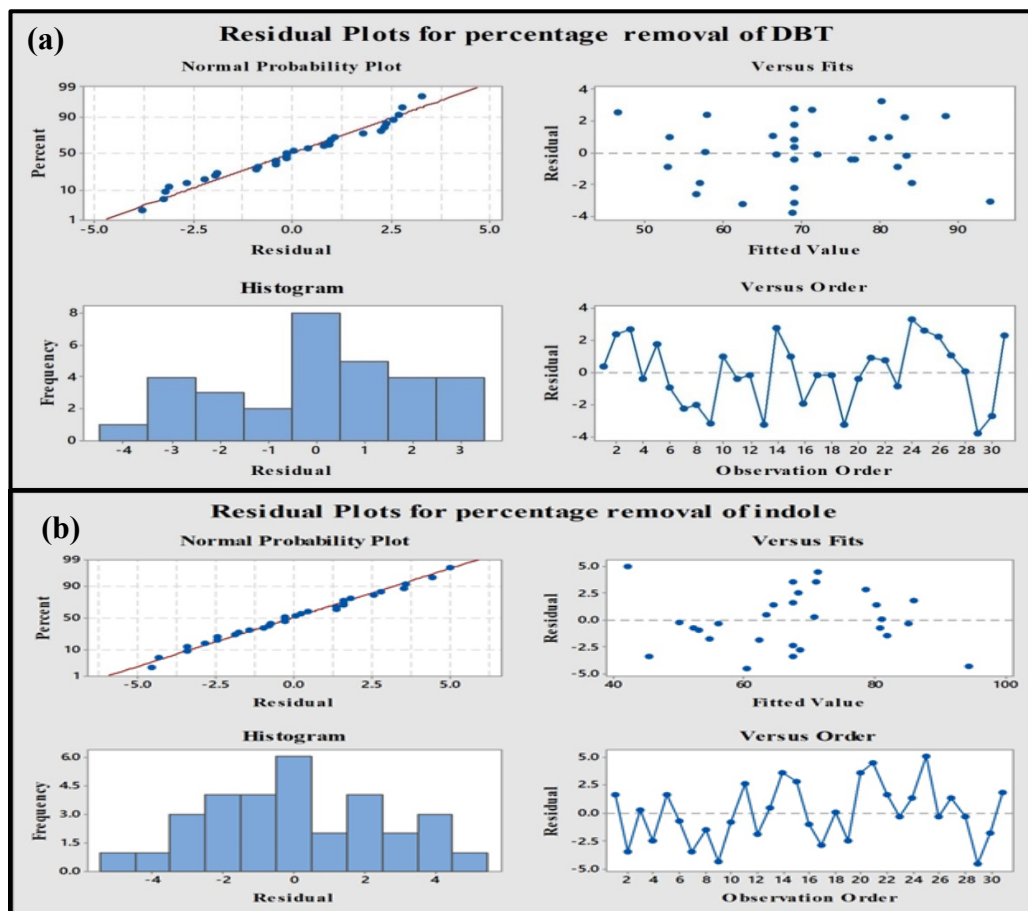 (a)
Residual Plots for percentage removal of DBT
Normal Probability Plot
Versus Fits
99
90
50
10
1
Percent
-5.0 -2.5 0.0 2.5 5.0
Residual
4
2
0
-2
-4
Residual
50 60 70 80 90
Fitted Value
Histogram
Versus Order
8
6
4
2
0
Frequency
-4 -3 -2 -1 0 1 2 3
Residual
4
2
0
-2
-4
Residual
2 4 6 8 10 12 14 16 18 20 22 24 26 28 30
Observation Order
(b)
Residual Plots for percentage removal of indole
Normal Probability Plot
Versus Fits
99
90
50
10
1
Percent
-5.0 -2.5 0.0 2.5 5.0
Residual
5.0
2.5
0.0
-2.5
-5.0
Residual
40 60 80 100
Fitted Value
Histogram
Versus Order
6.0
4.5
3.0
1.5
0.0
Frequency
-4 -2 0 2 4
Residual
5.0
2.5
0.0
-2.5
-5.0
Residual
2 4 6 8 10 12 14 16 18 20 22 24 26 28 30
Observation Order